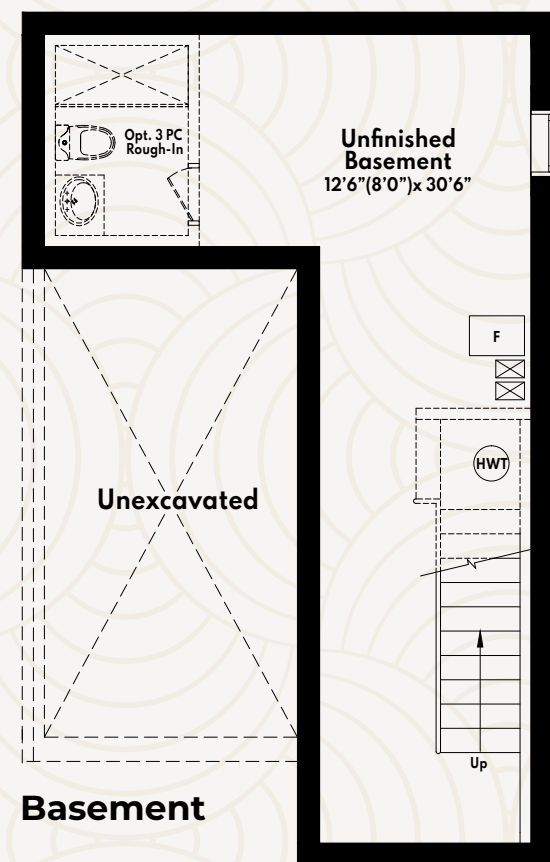 Opt. 3 PC
Rough-In
Unfinished
Basement
12’6”(8’0”)x 30’6”
F
HWT
Unexcavated
Up
Basement